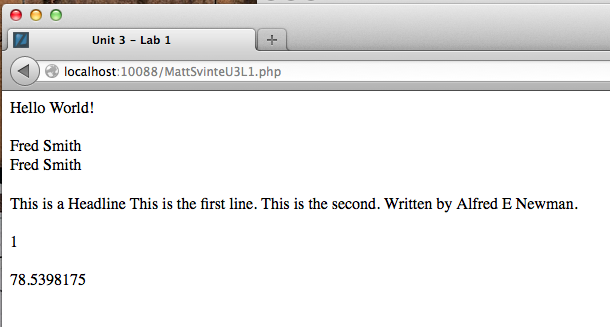 Unit 3 - Lab 1
localhost:10088/MattSvinteU3L1.php
Hello World!
Fred Smith
Fred Smith
This is a Headline This is the first line. This is the second. Written by Alfred E Newman.
1
78.5398175